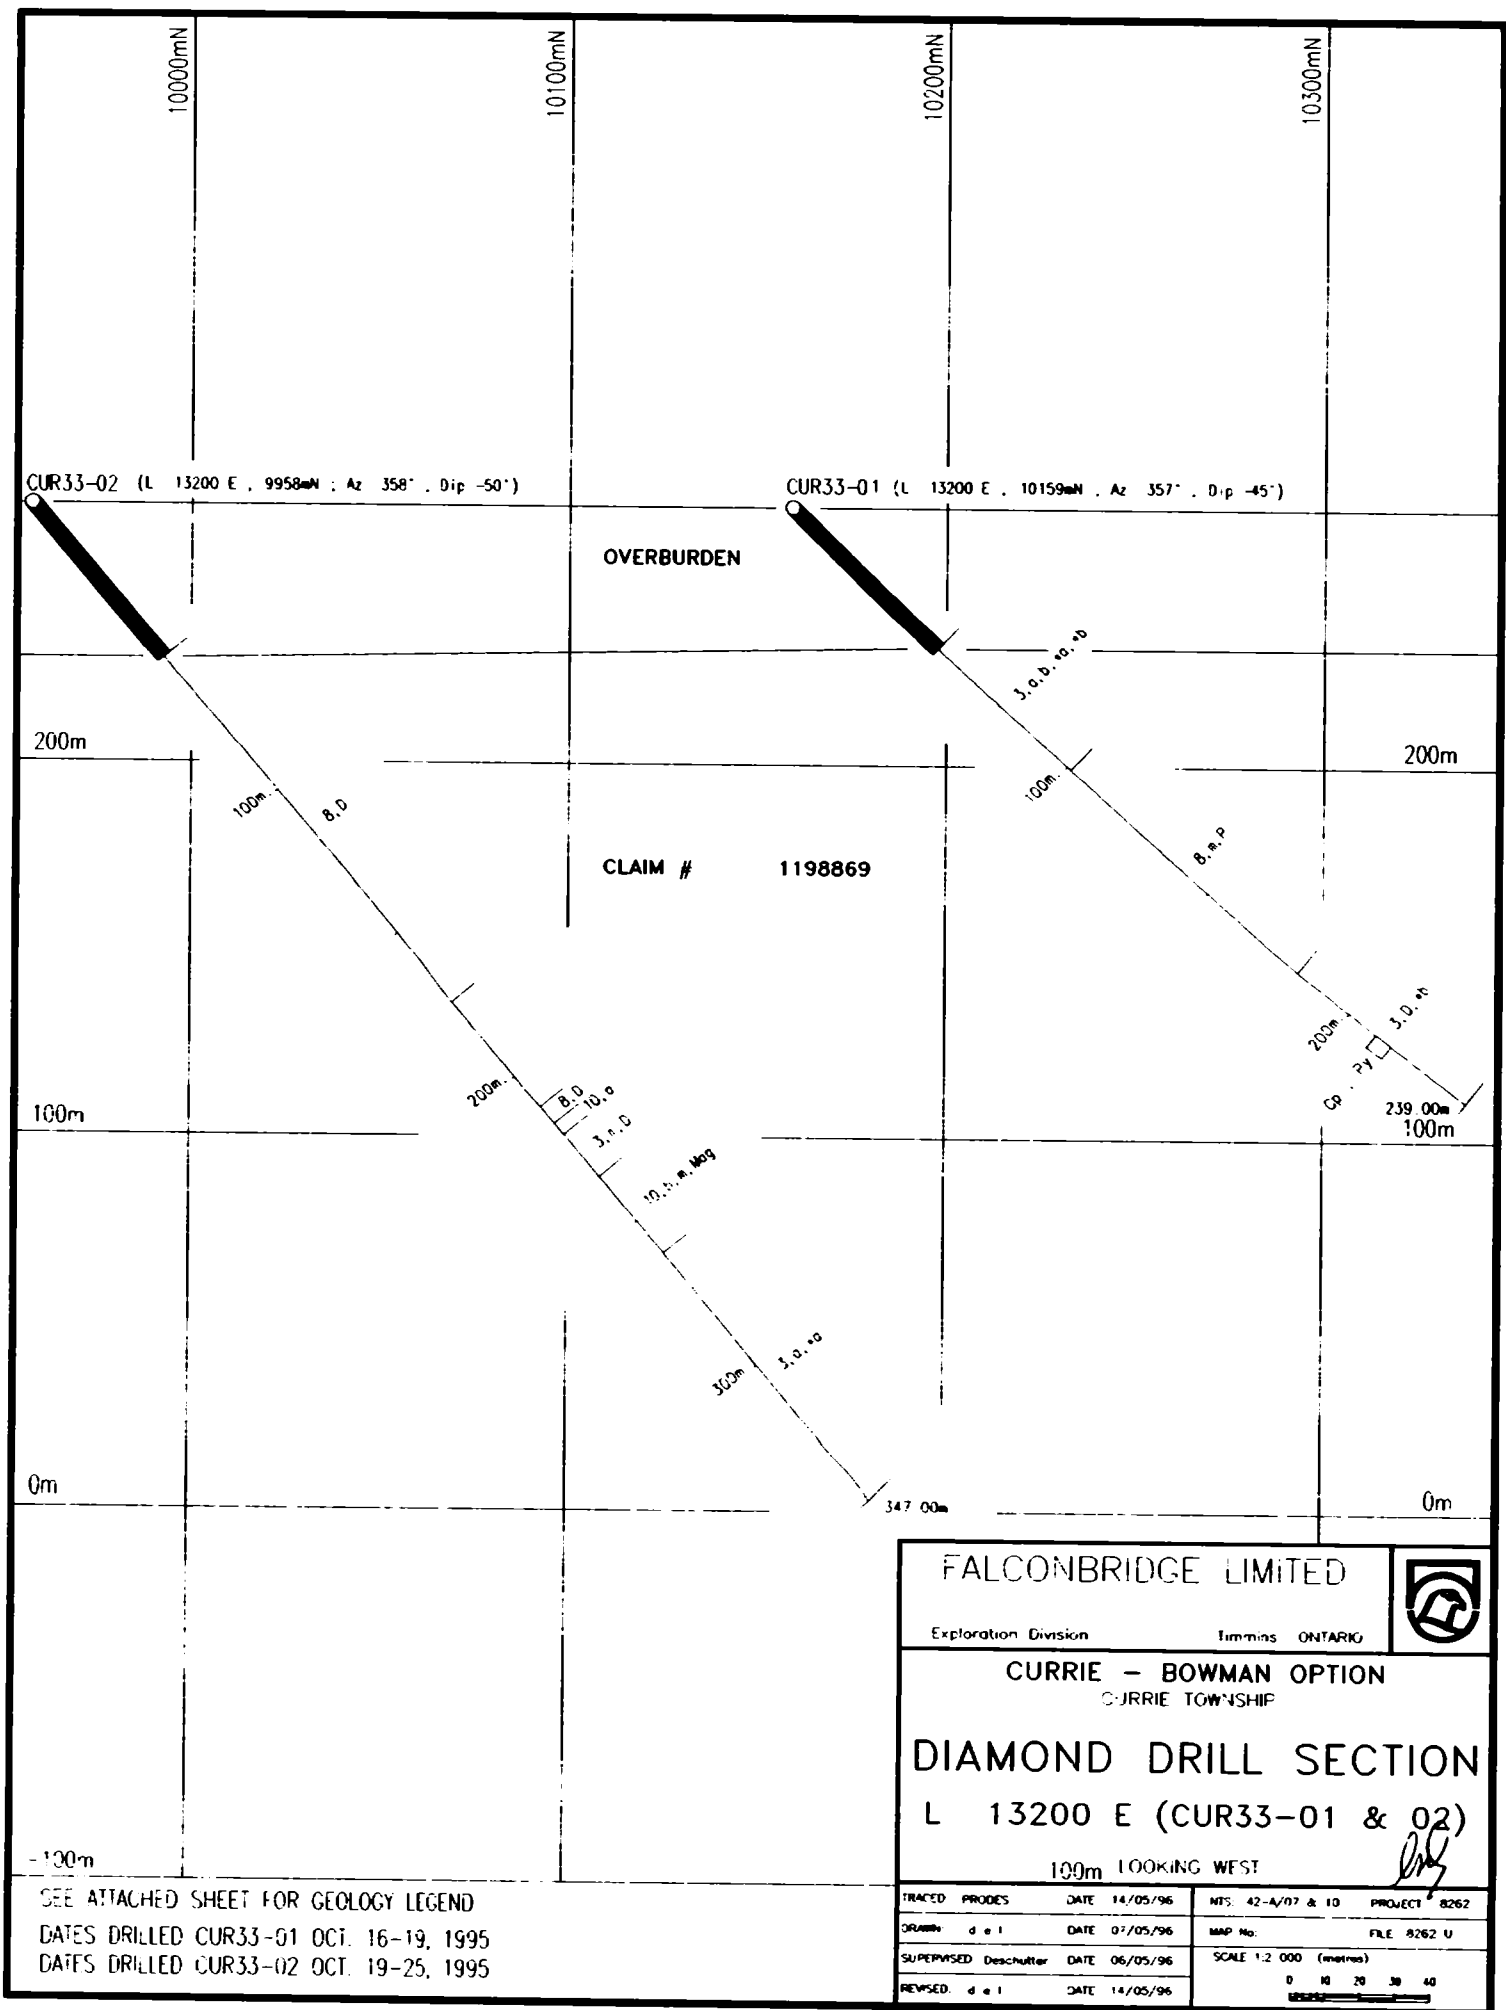 10000mN
10100mN
10200mN
10300mN
CUR33-02 (L 13200 E , 9958mN ; Az 358° , Dip -50°)
CUR33-01 (L 13200 E , 10159mN , Az 357° , Dip -45°)
OVERBURDEN
3,a,b,*a,*b
200m
200m
100m
100m
8,D
8,m,P
CLAIM # 1198869
3,D,*b
200m
Cp , Py
239.00m
200m
8,D
10,a
100m
100m
10,b,m,Mag
300m
3,a,*a
0m
347.00m
0m
FALCONBRIDGE LIMITED
Exploration Division Timmins ONTARIO
CURRIE - BOWMAN OPTION
CURRIE TOWNSHIP
DIAMOND DRILL SECTION
L 13200 E (CUR33-01 & 02)
-100m
100m LOOKING WEST
SEE ATTACHED SHEET FOR GEOLOGY LEGEND
DATES DRILLED CUR33-01 OCT. 16-19, 1995
DATES DRILLED CUR33-02 OCT. 19-25, 1995
TRACED: PRODES DATE 14/05/96 NTS: 42-A/07 & 10 PROJECT 8262
DRAWN: d e l DATE 07/05/96 MAP No: FILE 8262 U
SUPERVISED Deschutter DATE 06/05/96 SCALE 1:2 000 (metres)
0 10 20 30 40
REVISED: d e l DATE 14/05/96